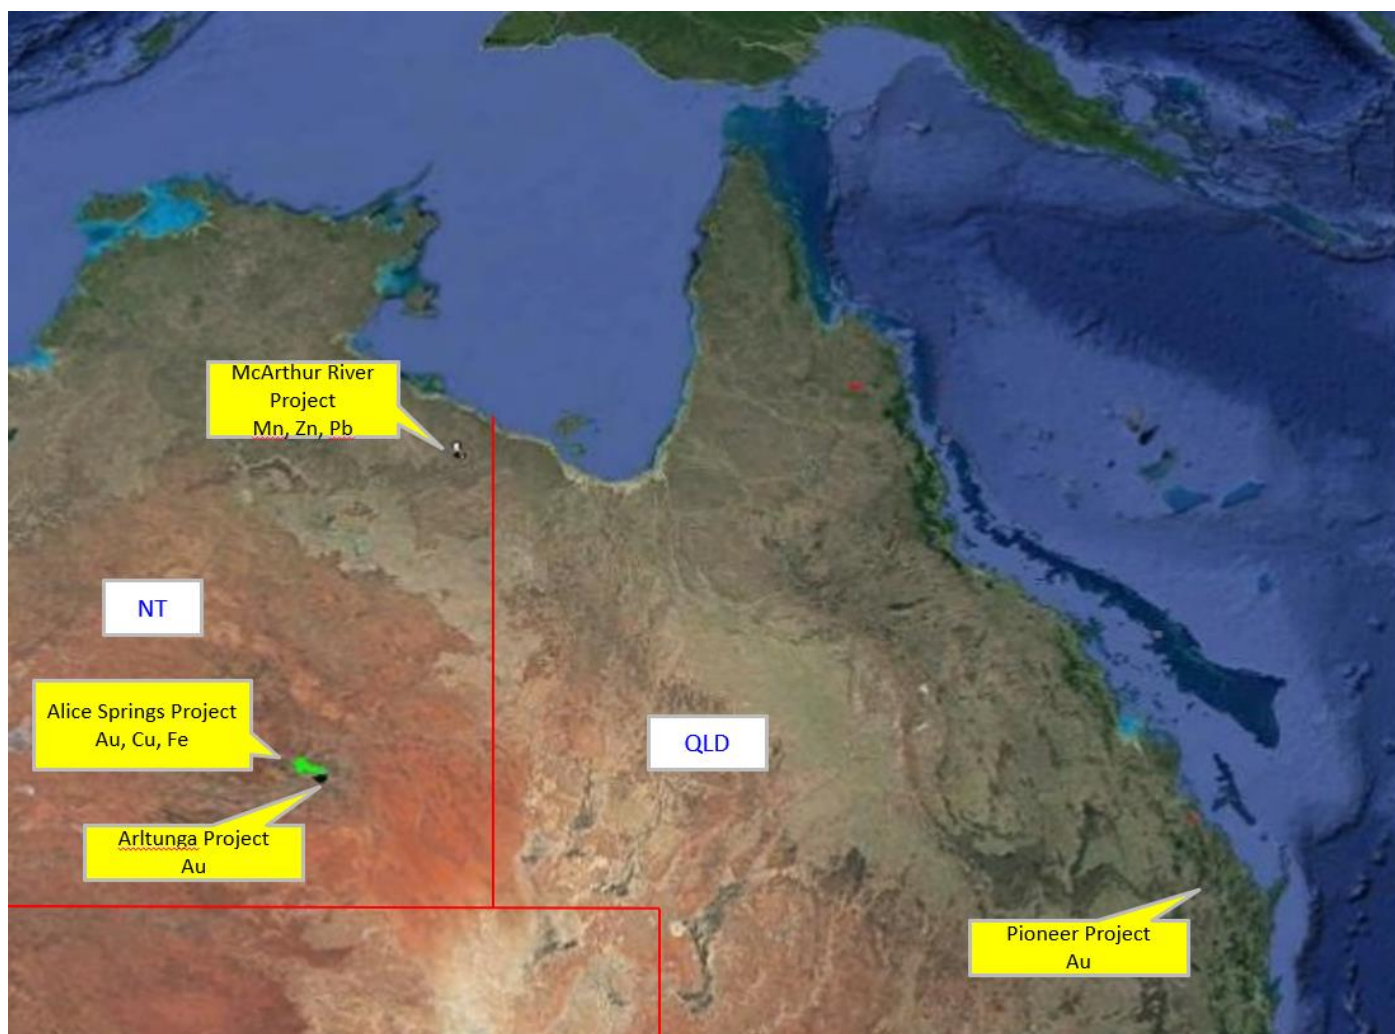 McArthur River
Project
Mn, Zn, Pb
NT
Alice Springs Project
Au, Cu, Fe
QLD
Arltunga Project
Au
Pioneer Project
Au